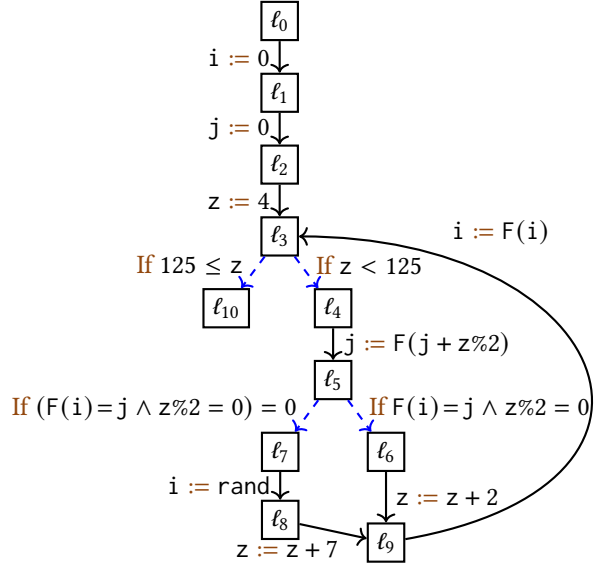 ℓ0
i := 0
ℓ1
j := 0
ℓ2
z := 4
ℓ3
i := F(i)
If 125 ≤ z
If z < 125
ℓ10
ℓ4
j := F(j + z%2)
ℓ5
If (F(i)=j ∧ z%2 = 0) = 0
If F(i)=j ∧ z%2 = 0
ℓ7
ℓ6
i := rand
z := z + 2
ℓ8
ℓ9
z := z + 7